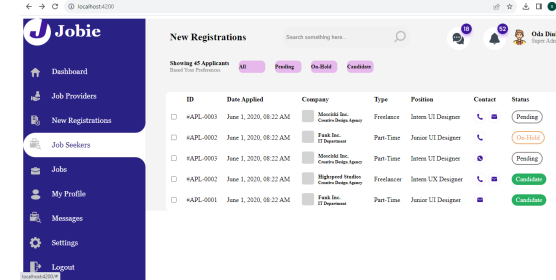 localhost:4200
Jobie
New Registrations
Search something here...
18
52
Oda Dink
Super Adm
Showing 45 Applicants
Based Your Preferences
All
Pending
On-Hold
Candidate
Dashboard
Job Providers
New Registrations
Job Seekers
Jobs
My Profile
Messages
Settings
Logout
ID Date Applied Company Type Position Contact Status
#APL-0003 June 1, 2020, 08:22 AM Mosciski Inc. Freelance Intern UI Designer Pending
Creative Design Agency
#APL-0002 June 1, 2020, 08:22 AM Funk Inc. Part-Time Junior UI Designer On-Hold
IT Department
#APL-0003 June 1, 2020, 08:22 AM Mosciski Inc. Part-Time Intern UI Designer Pending
Creative Design Agency
#APL-0002 June 1, 2020, 08:22 AM Highspeed Studios Freelancer Intern UX Designer Candidate
Creative Design Agency
#APL-0001 June 1, 2020, 08:22 AM Funk Inc. Part-Time Junior UI Designer Candidate
IT Department
localhost:4200/#